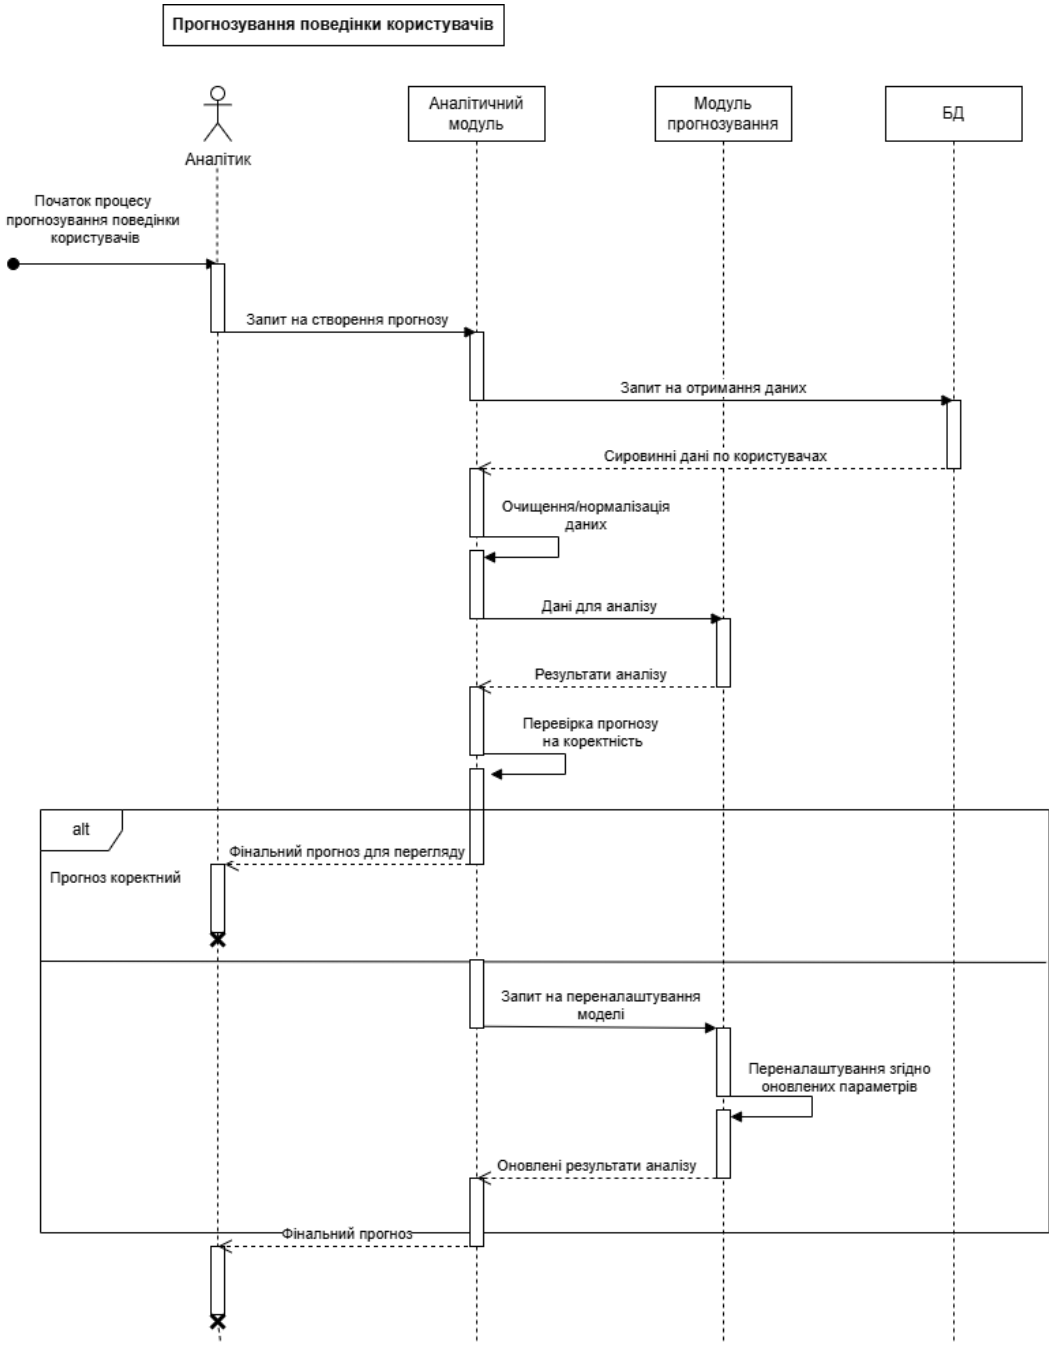 Прогнозування поведінки користувачів
Аналітик
Аналітичний
модуль
Модуль
прогнозування
БД
Початок процесу
прогнозування поведінки
користувачів
Запит на створення прогнозу
Запит на отримання даних
Сировинні дані по користувачах
Очищення/нормалізація
даних
Дані для аналізу
Результати аналізу
Перевірка прогнозу
на коректність
alt
Фінальний прогноз для перегляду
Прогноз коректний
Запит на переналаштування
моделі
Переналаштування згідно
оновлених параметрів
Оновлені результати аналізу
Фінальний прогноз